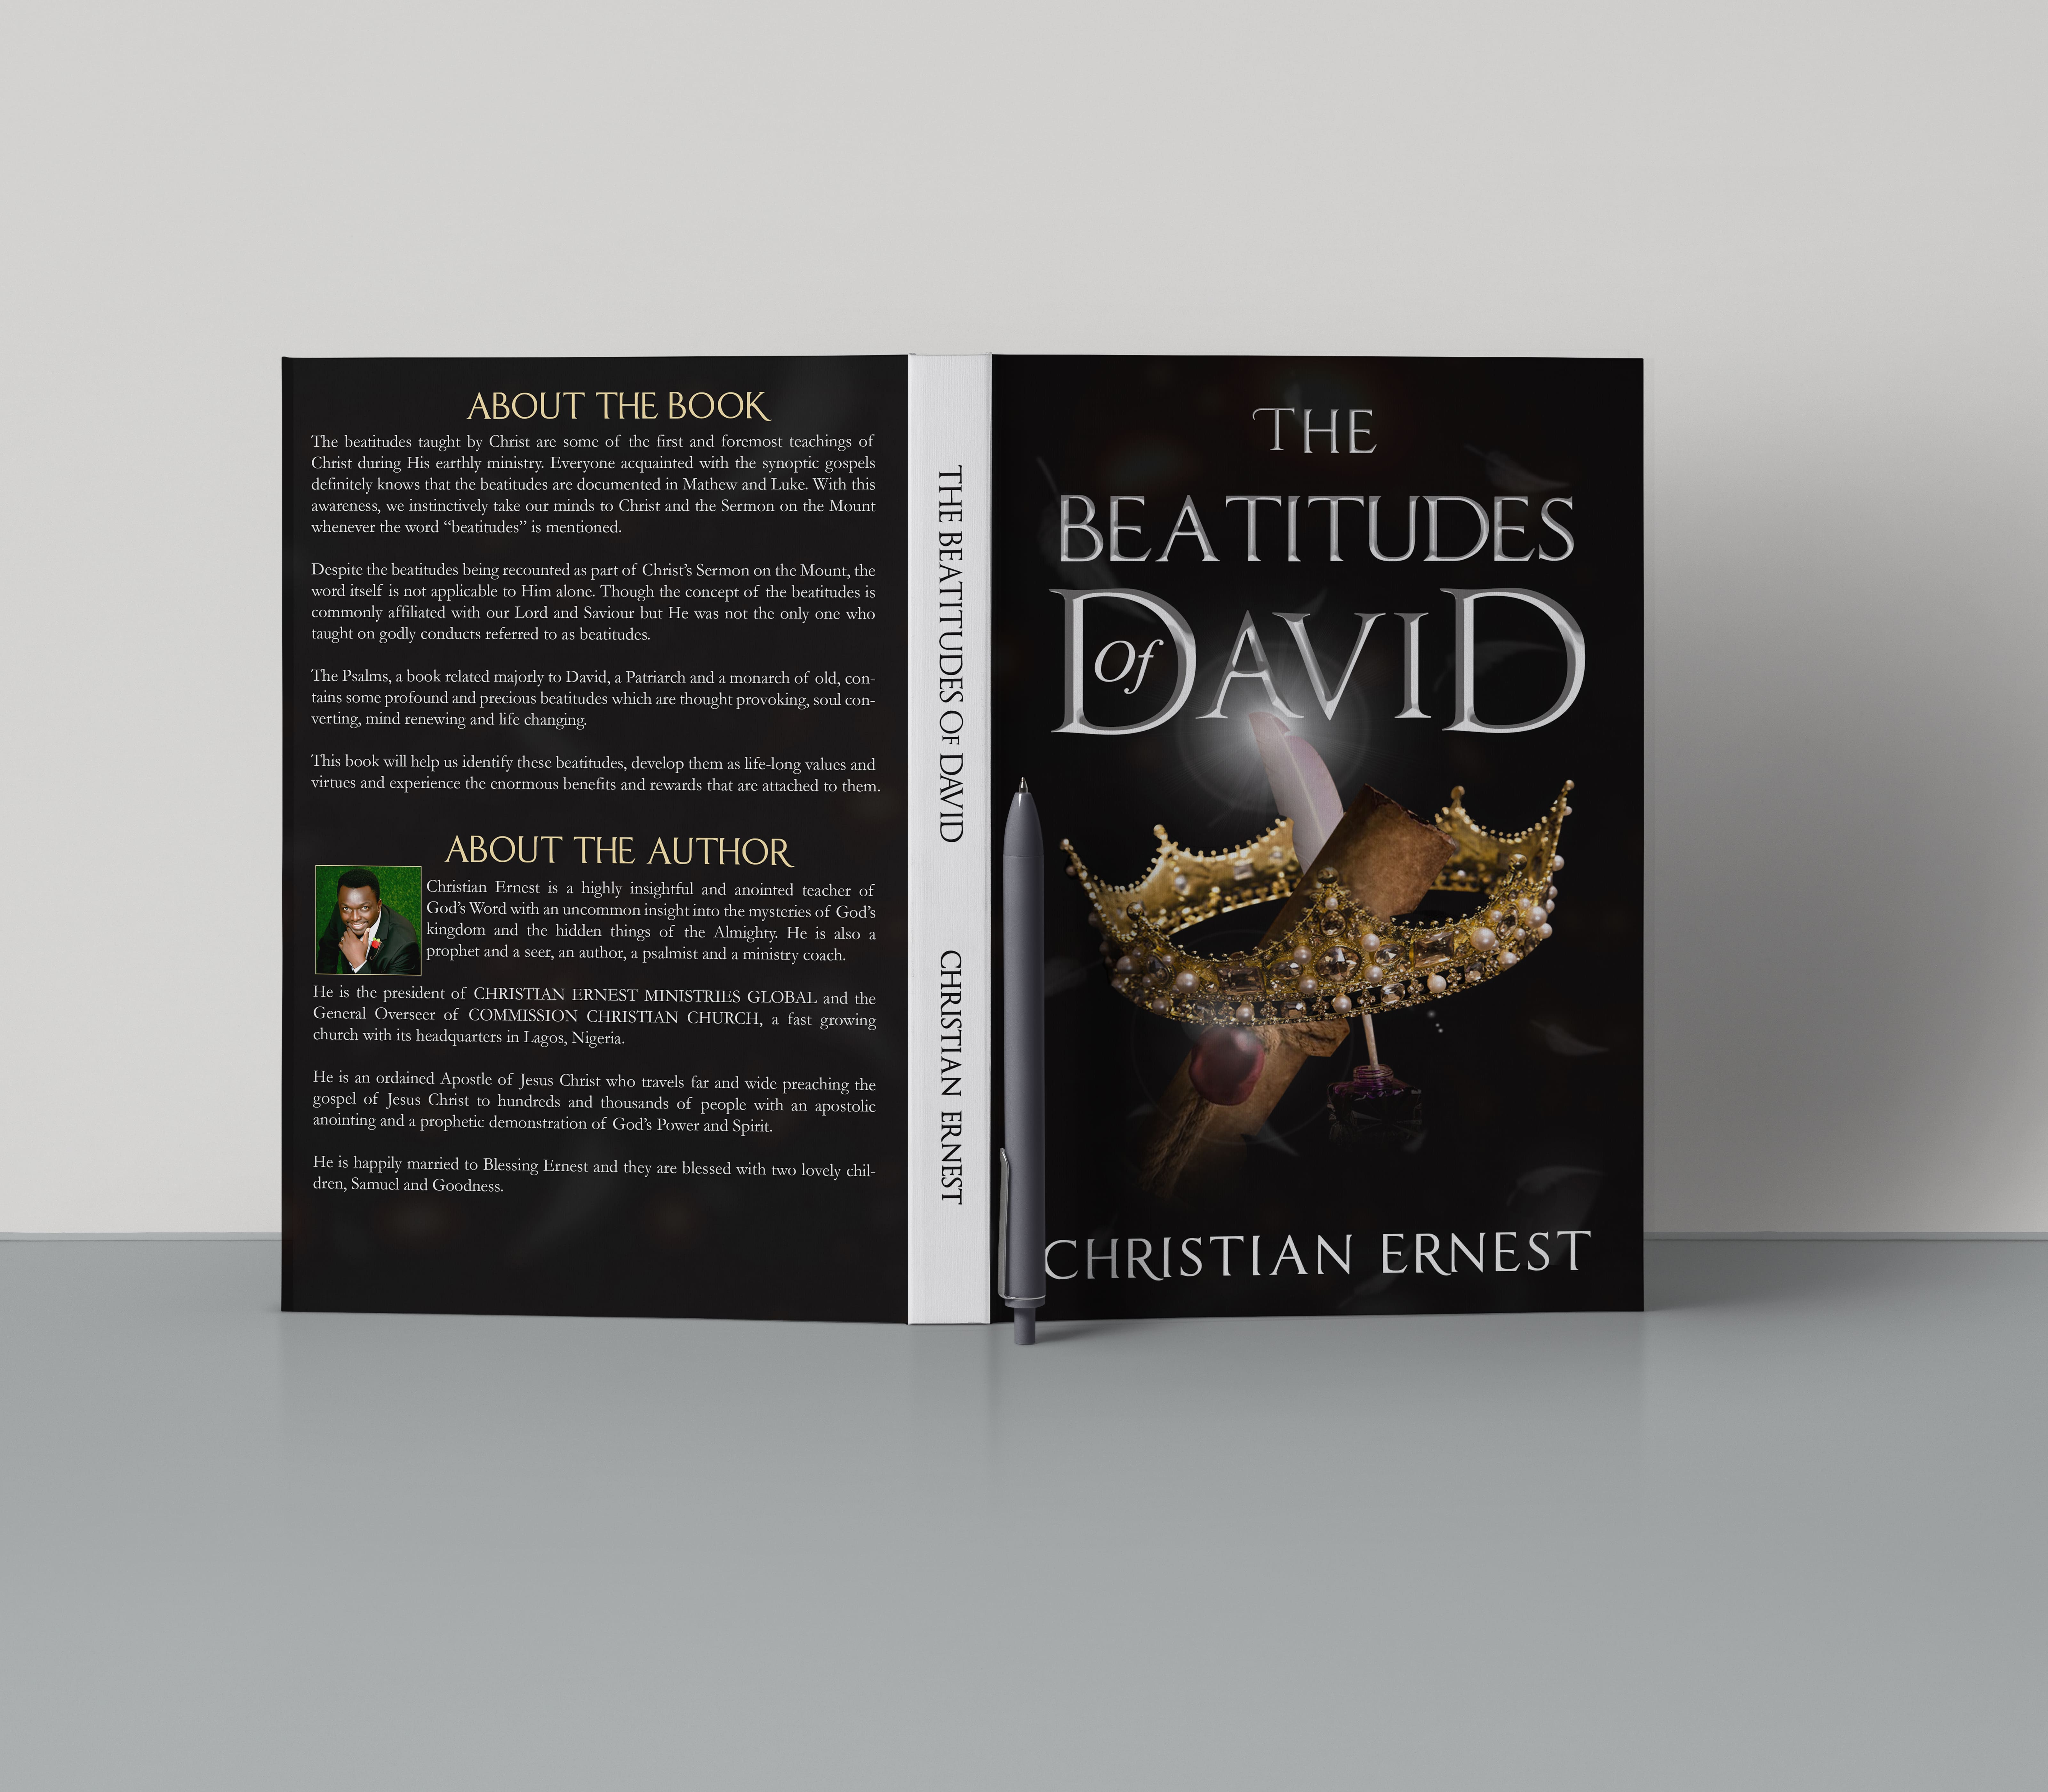 ABOUT THE BOOK
The beatitudes taught by Christ are some of the first and foremost teachings of
Christ during His earthly ministry. Everyone acquainted with the synoptic gospels
definitely knows that the beatitudes are documented in Mathew and Luke. With this
awareness, we instinctively take our minds to Christ and the Sermon on the Mount
whenever the word “beatitudes” is mentioned.
Despite the beatitudes being recounted as part of Christ’s Sermon on the Mount, the
word itself is not applicable to Him alone. Though the concept of the beatitudes is
commonly affiliated with our Lord and Saviour but He was not the only one who
taught on godly conducts referred to as beatitudes.
The Psalms, a book related majorly to David, a Patriarch and a monarch of old, con-
tains some profound and precious beatitudes which are thought provoking, soul con-
verting, mind renewing and life changing.
This book will help us identify these beatitudes, develop them as life-long values and
virtues and experience the enormous benefits and rewards that are attached to them.
ABOUT THE AUTHOR
Christian Ernest is a highly insightful and anointed teacher of
God’s Word with an uncommon insight into the mysteries of God’s
kingdom and the hidden things of the Almighty. He is also a
prophet and a seer, an author, a psalmist and a ministry coach.
He is the president of CHRISTIAN ERNEST MINISTRIES GLOBAL and the
General Overseer of COMMISSION CHRISTIAN CHURCH, a fast growing
church with its headquarters in Lagos, Nigeria.
He is an ordained Apostle of Jesus Christ who travels far and wide preaching the
gospel of Jesus Christ to hundreds and thousands of people with an apostolic
anointing and a prophetic demonstration of God’s Power and Spirit.
He is happily married to Blessing Ernest and they are blessed with two lovely chil-
dren, Samuel and Goodness.
THE BEATITUDES OF DAVID
CHRISTIAN ERNEST
THE
BEATITUDES
Of DAVID
CHRISTIAN ERNEST